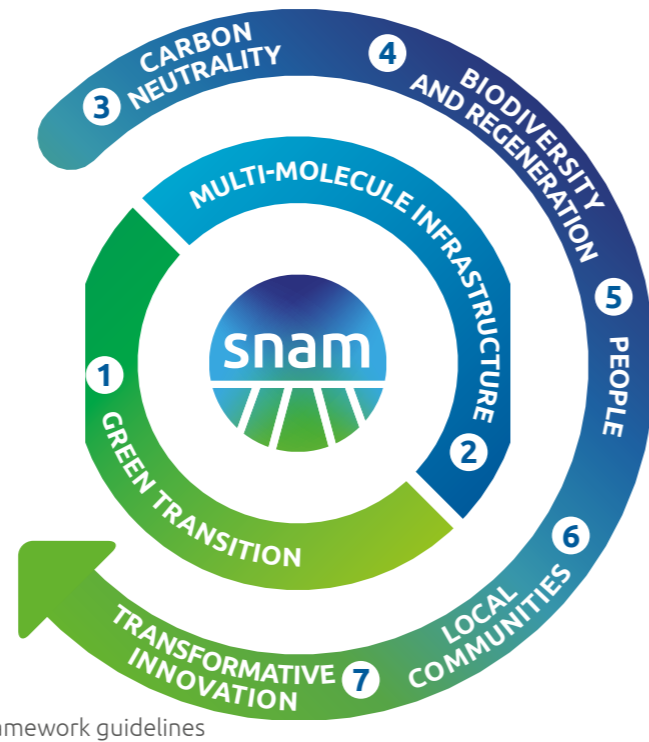 snam
1
GREEN TRANSITION
MULTI-MOLECULE INFRASTRUCTURE
2
3
CARBON
NEUTRALITY
4
BIODIVERSITY
AND REGENERATION
5
PEOPLE
6
LOCAL
COMMUNITIES
7
TRANSFORMATIVE
INNOVATION
guidelines